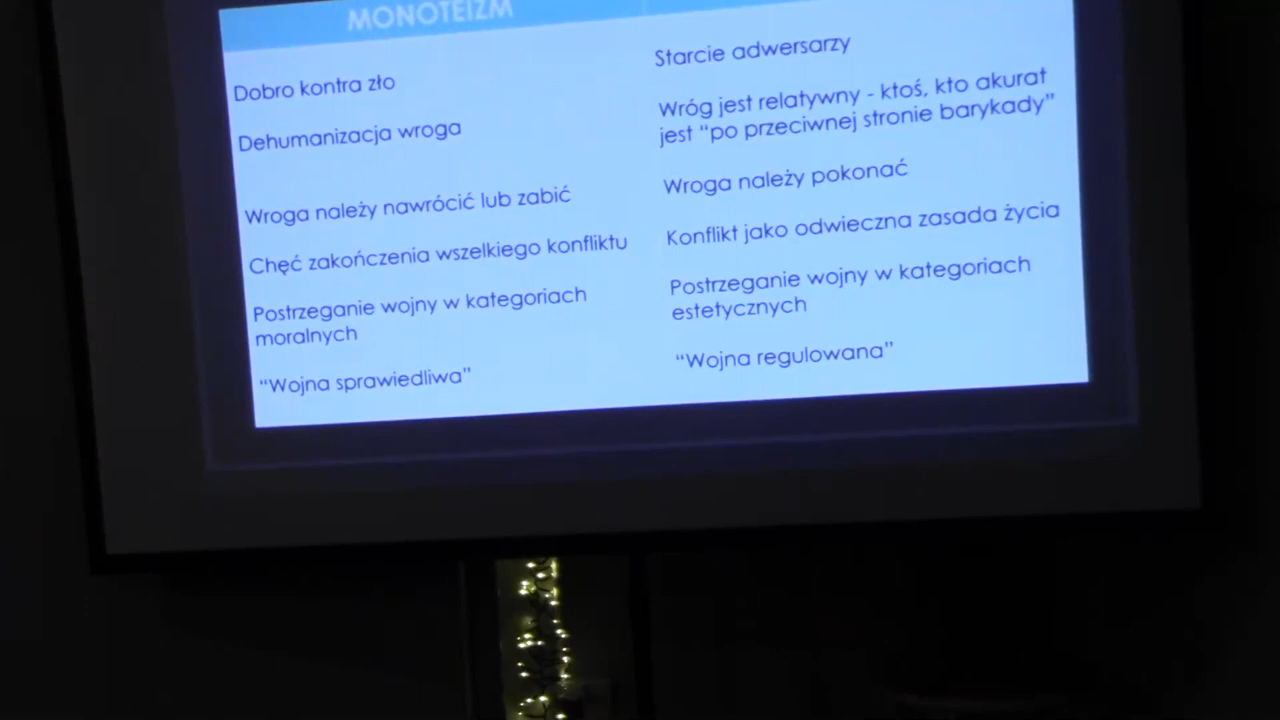 MONOTEIZM
Dobro kontra zło
Dehumanizacja wroga
Wroga należy nawrócić lub zabić
Chęć zakończenia wszelkiego konfliktu
Postrzeganie wojny w kategoriach
moralnych
“Wojna sprawiedliwa”
Starcie adwersarzy
Wróg jest relatywny - ktoś, kto akurat
jest “po przeciwnej stronie barykady”
Wroga należy pokonać
Konflikt jako odwieczna zasada życia
Postrzeganie wojny w kategoriach
estetycznych
“Wojna regulowana”